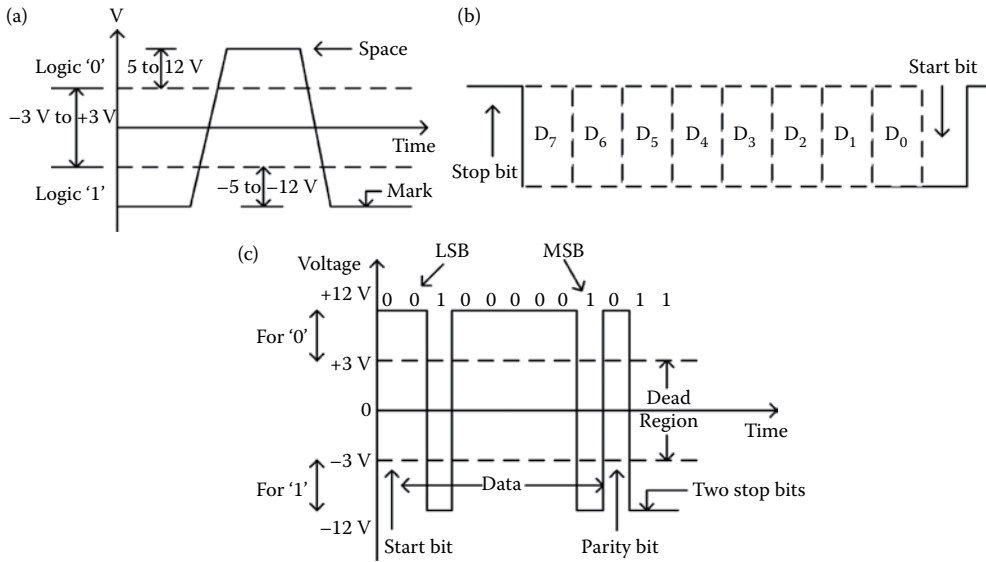 (a)
V
Logic ‘0’
5 to 12 V
Space
−3 V to +3 V
Time
Logic ‘1’
−5 to −12 V
Mark
(b)
Start bit
D7 D6 D5 D4 D3 D2 D1 D0
Stop bit
(c)
LSB
MSB
Voltage
+12 V
0 0 1 0 0 0 0 0 1 0 1 1
For ‘0’
+3 V
Dead
Region
0
Time
−3 V
For ‘1’
Data
Two stop bits
−12 V
Start bit
Parity bit